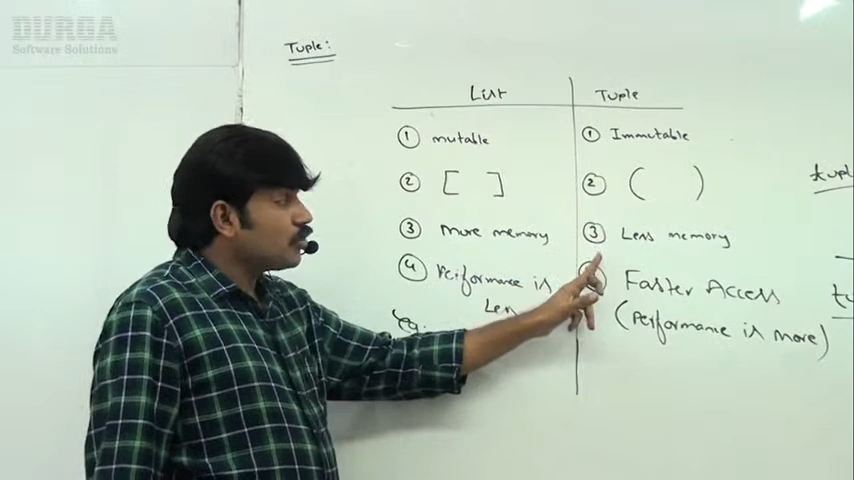 DURGA
Software Solutions
Tuple:
List
Tuple
① mutable
① Immutable
② [ ]
② ( )
③ More memory
③ Less memory
④ Performance is
Less
Faster Access
(Performance is more)
eg: